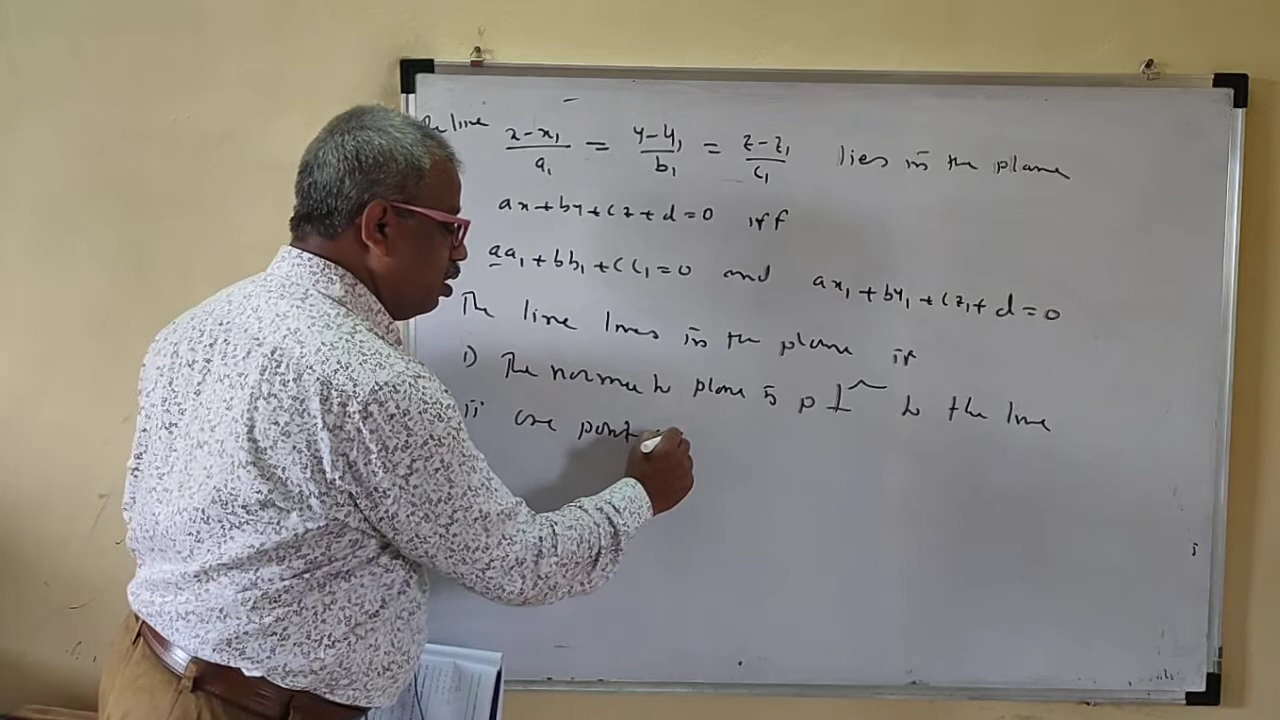 The line x-x₁/a₁ = y-y₁/b₁ = z-z₁/c₁ lies in the plane
ax+by+cz+d=0 iff
aa₁+bb₁+cc₁=0 and ax₁+by₁+cz₁+d=0
The line lines in the plane if
i) The normal to plane is p⊥ to the line
ii one point